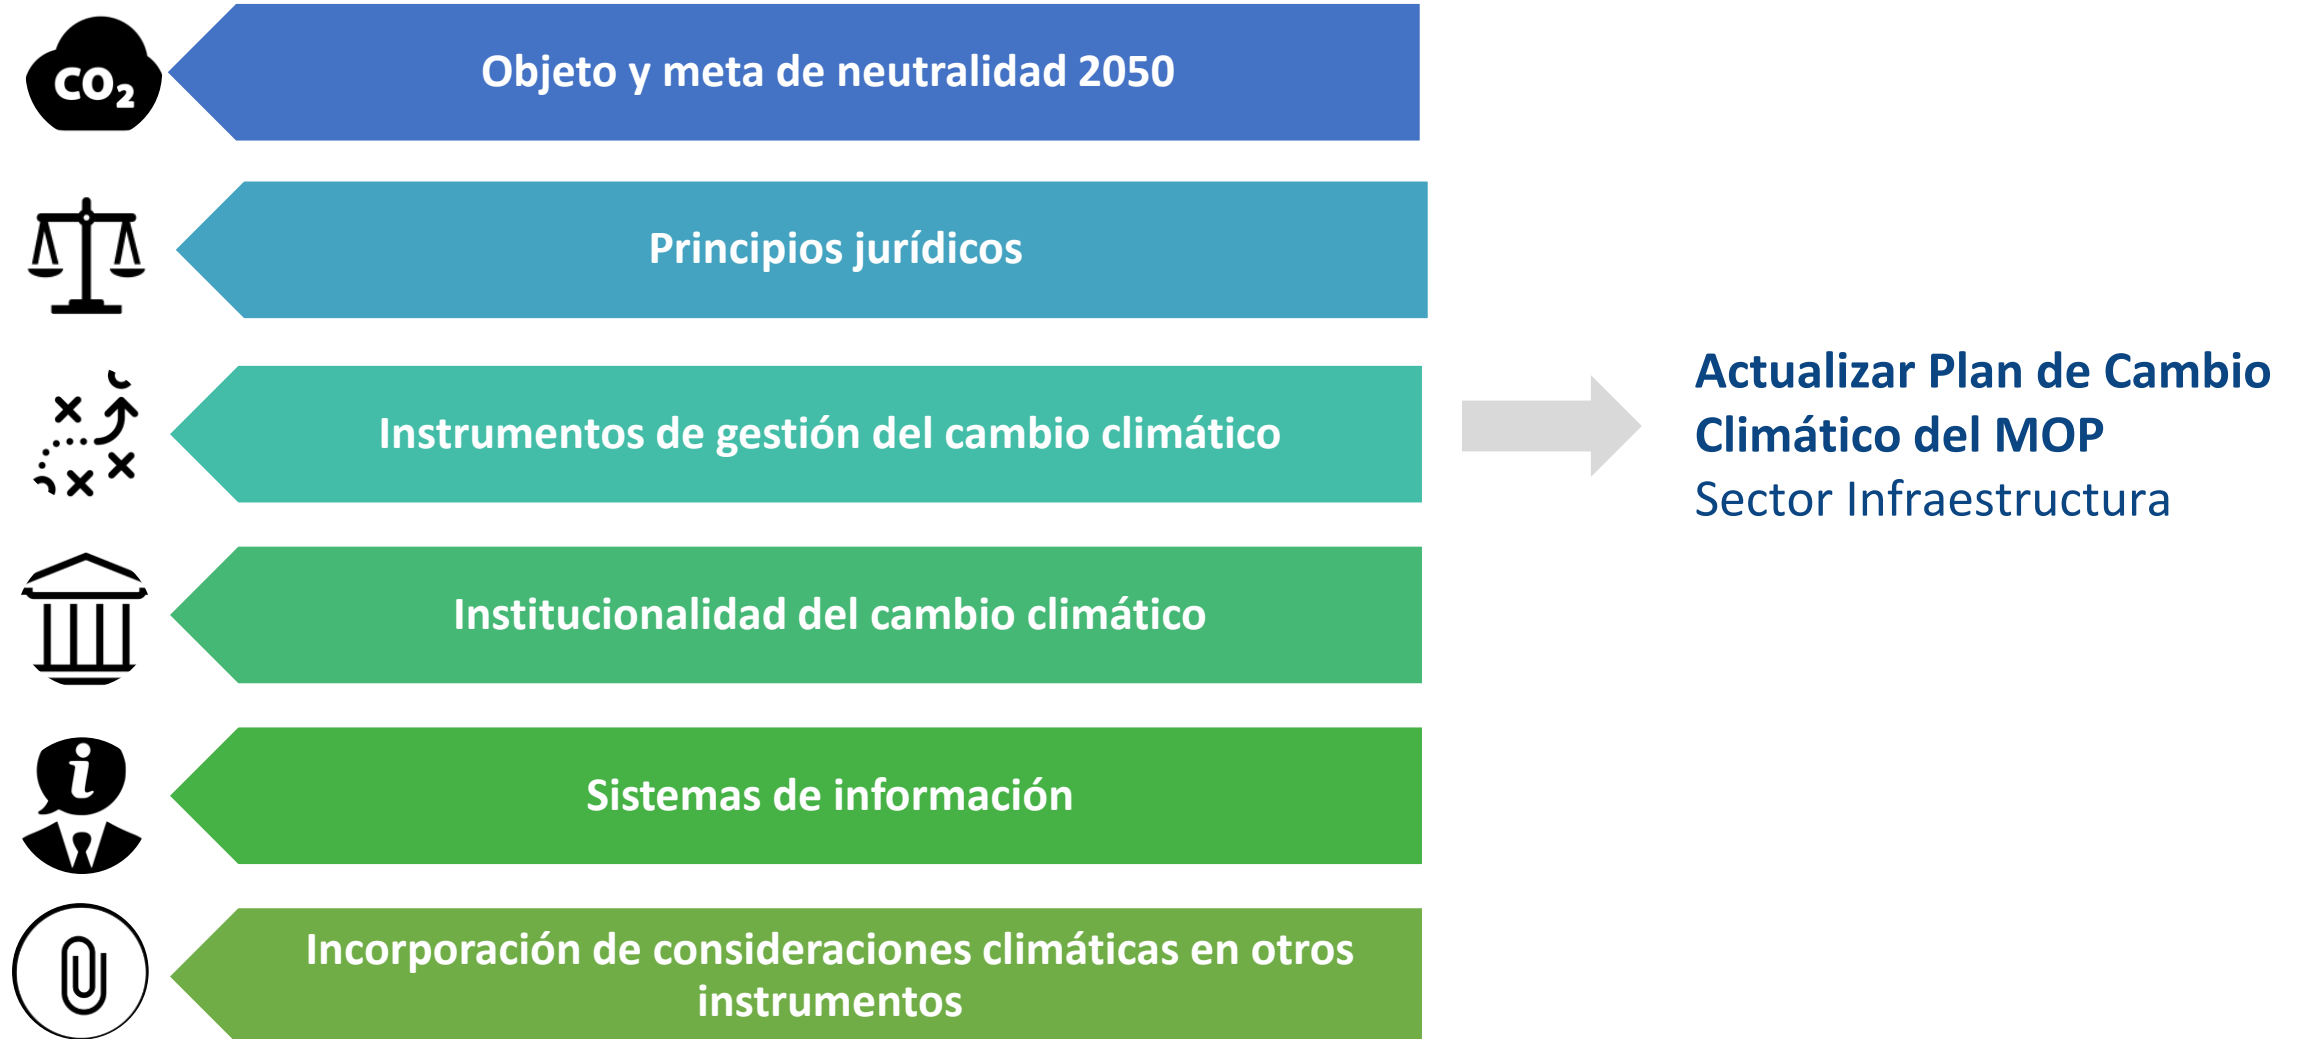 CO₂
Objeto y meta de neutralidad 2050
Principios jurídicos
Instrumentos de gestión del cambio climático
Actualizar Plan de Cambio
Climático del MOP
Sector Infraestructura
Institucionalidad del cambio climático
i
Sistemas de información
Incorporación de consideraciones climáticas en otros
instrumentos